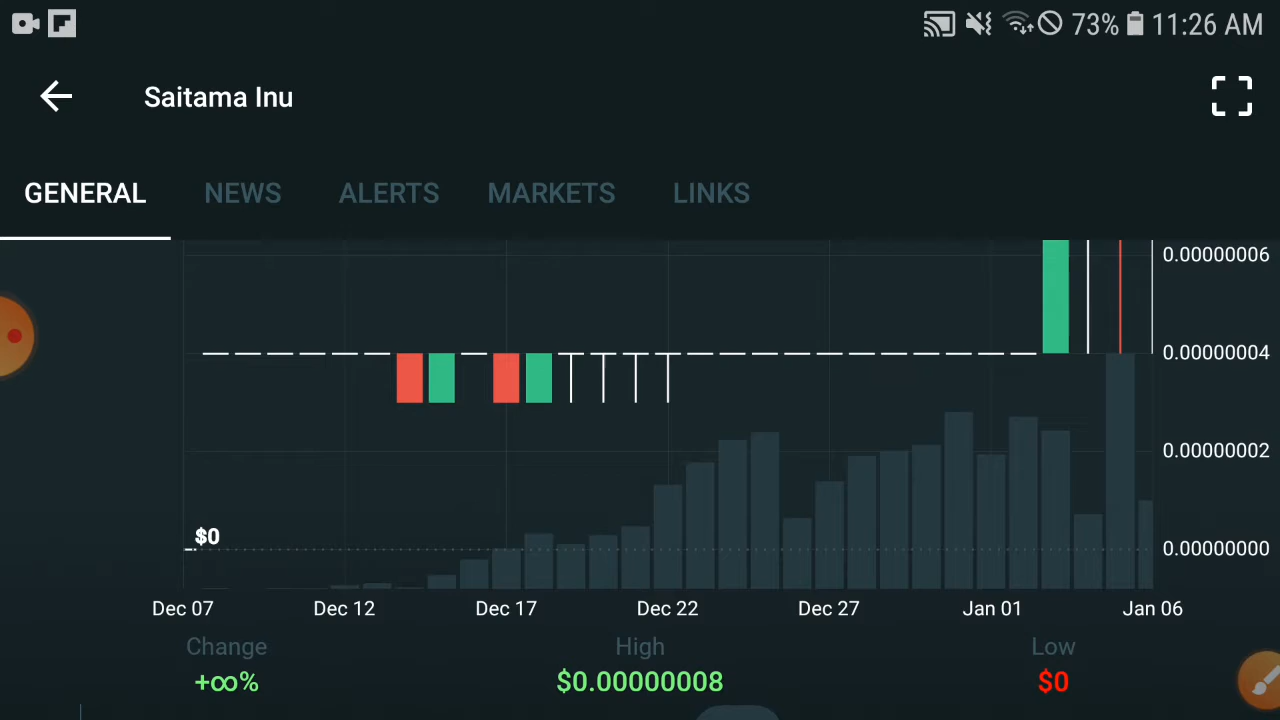 73% 11:26 AM
Saitama Inu
GENERAL NEWS ALERTS MARKETS LINKS
0.00000006
0.00000004
0.00000002
$0
0.00000000
Dec 07 Dec 12 Dec 17 Dec 22 Dec 27 Jan 01 Jan 06
Change High Low
+∞% $0.00000008 $0